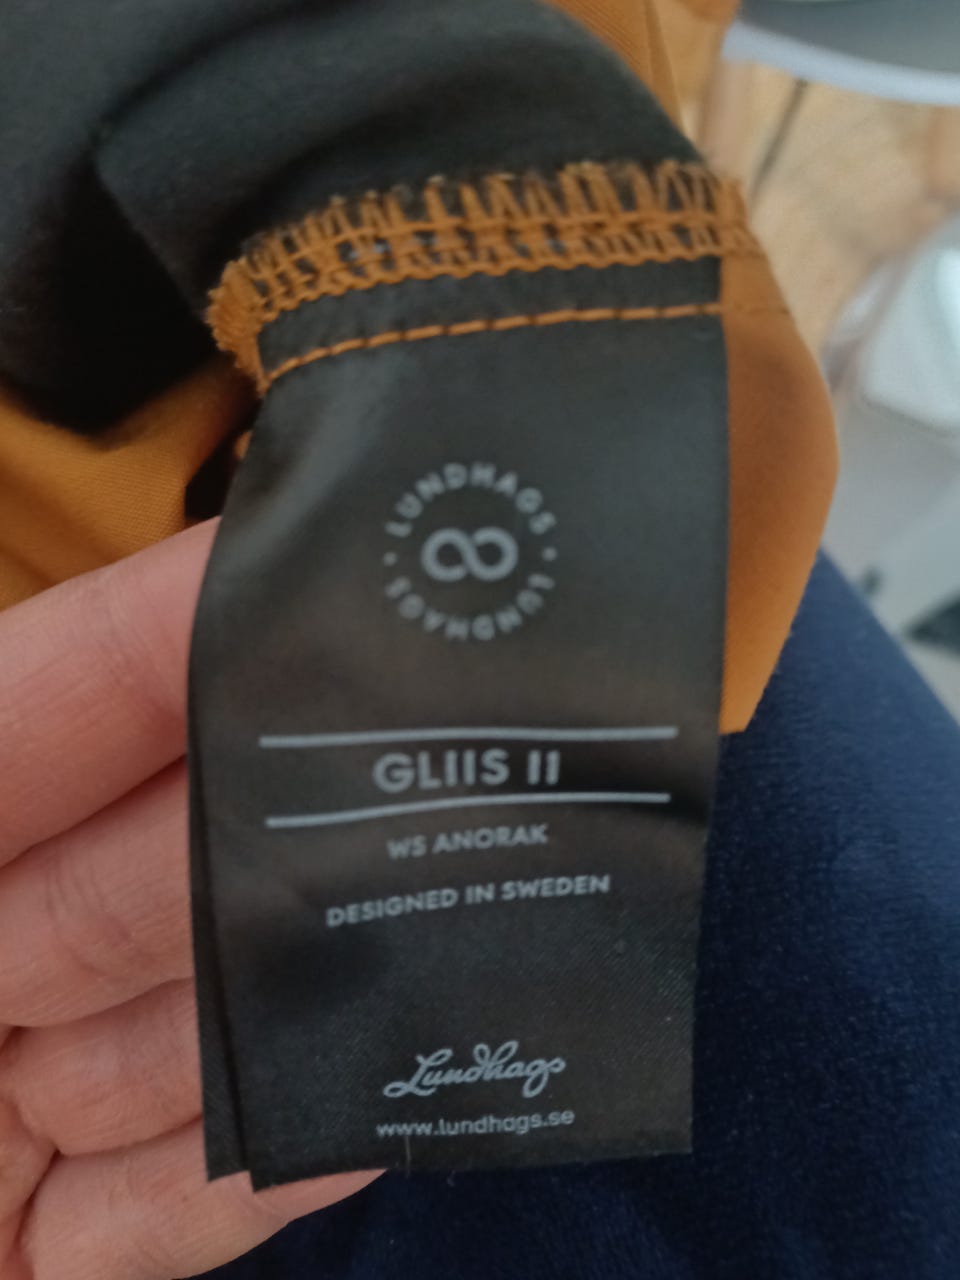 LUNDHAGS · LUNDHAGS ·
GLIIS II
WS ANORAK
DESIGNED IN SWEDEN
Lundhags
www.lundhags.se